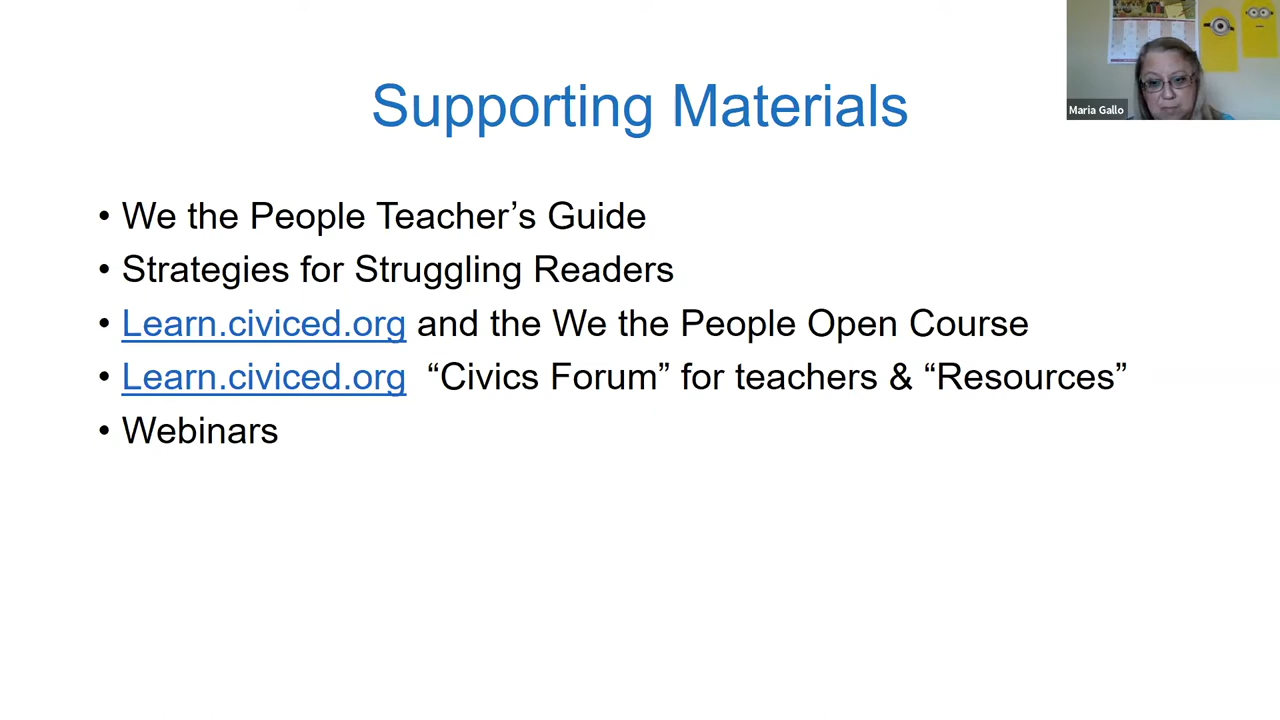 Supporting Materials
Maria Gallo
• We the People Teacher’s Guide
• Strategies for Struggling Readers
• Learn.civiced.org and the We the People Open Course
• Learn.civiced.org “Civics Forum” for teachers & “Resources”
• Webinars